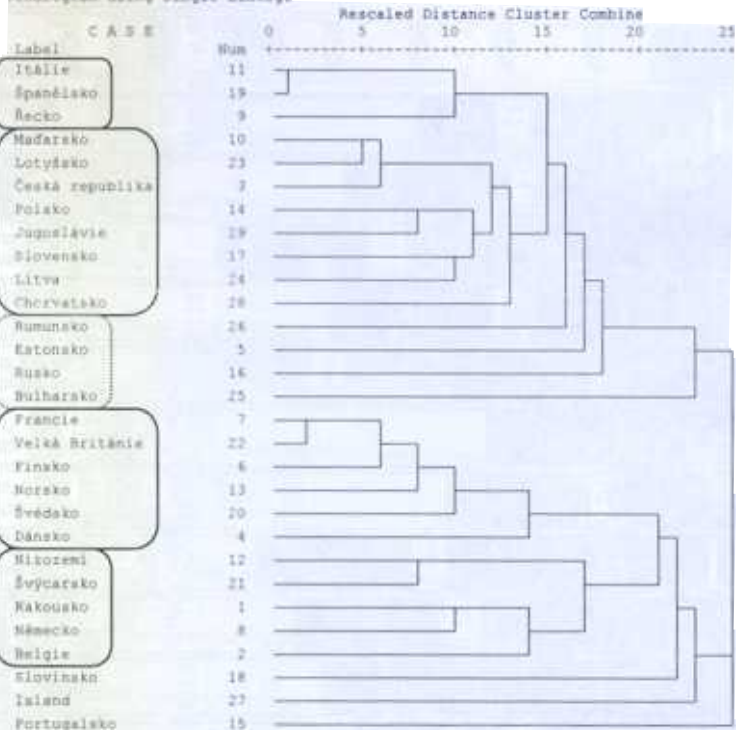 Rescaled Distance Cluster Combine
C A S E 0 5 10 15 20 25
Label Num
Itálie 11
Španělsko 19
Řecko 9
Maďarsko 10
Lotyšsko 23
Česká republika 3
Polsko 14
Jugoslávie 29
Slovensko 17
Litva 24
Chorvatsko 28
Rumunsko 26
Estonsko 5
Rusko 16
Bulharsko 25
Francie 7
Velká Británie 22
Finsko 6
Norsko 13
Švédsko 20
Dánsko 4
Nizozemí 12
Švýcarsko 21
Rakousko 1
Německo 8
Belgie 2
Slovinsko 18
Island 27
Portugalsko 15